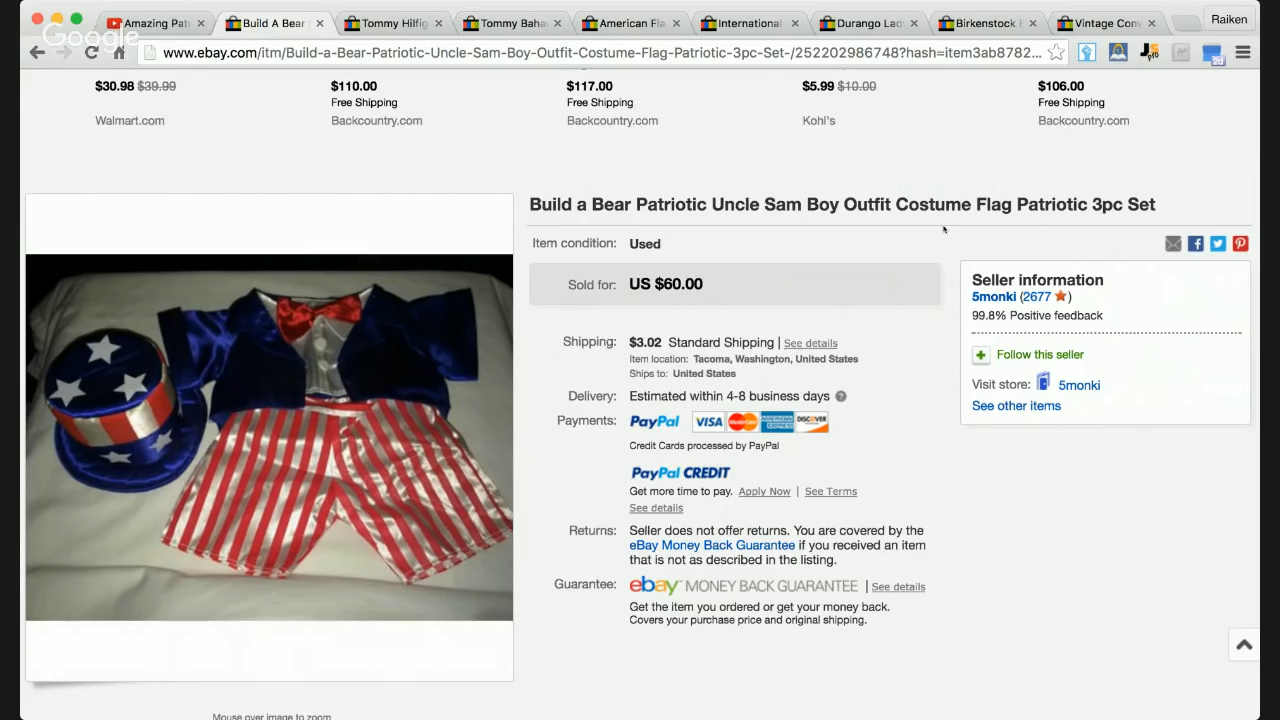 Amazing Pat
Build A Bear
Tommy Hilfig
Tommy Baha
American Fla
International
Durango Lad
Birkenstock
Vintage Conv
Raiken
Google
www.ebay.com/itm/Build-a-Bear-Patriotic-Uncle-Sam-Boy-Outfit-Costume-Flag-Patriotic-3pc-Set-/252202986748?hash=item3ab8782...
$30.98 $39.99
Walmart.com
$110.00
Free Shipping
Backcountry.com
$117.00
Free Shipping
Backcountry.com
$5.99 $10.00
Kohl's
$106.00
Free Shipping
Backcountry.com
Build a Bear Patriotic Uncle Sam Boy Outfit Costume Flag Patriotic 3pc Set
Item condition: Used
Sold for: US $60.00
Shipping: $3.02 Standard Shipping | See details
Item location: Tacoma, Washington, United States
Ships to: United States
Delivery: Estimated within 4-8 business days
Payments: PayPal VISA MasterCard AMERICAN EXPRESS DISCOVER
Credit Cards processed by PayPal
PayPal CREDIT
Get more time to pay. Apply Now | See Terms
See details
Returns: Seller does not offer returns. You are covered by the
eBay Money Back Guarantee if you received an item
that is not as described in the listing.
Guarantee: ebay MONEY BACK GUARANTEE | See details
Get the item you ordered or get your money back.
Covers your purchase price and original shipping.
Seller information
5monki (2677)
99.8% Positive feedback
Follow this seller
Visit store: 5monki
See other items
Mouse over image to zoom